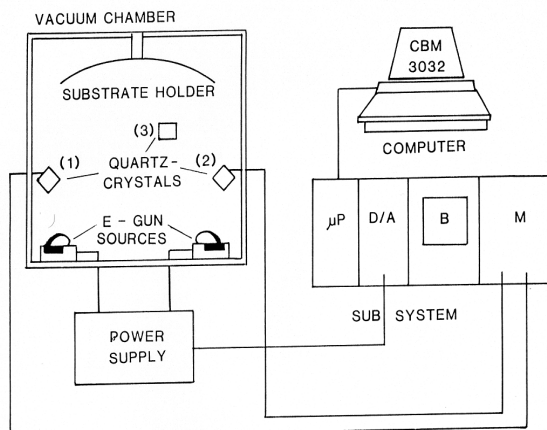 VACUUM CHAMBER
SUBSTRATE HOLDER
(3)
(1)
QUARTZ-
CRYSTALS
(2)
E - GUN
SOURCES
POWER
SUPPLY
CBM
3032
COMPUTER
μP
D/A
B
M
SUB SYSTEM